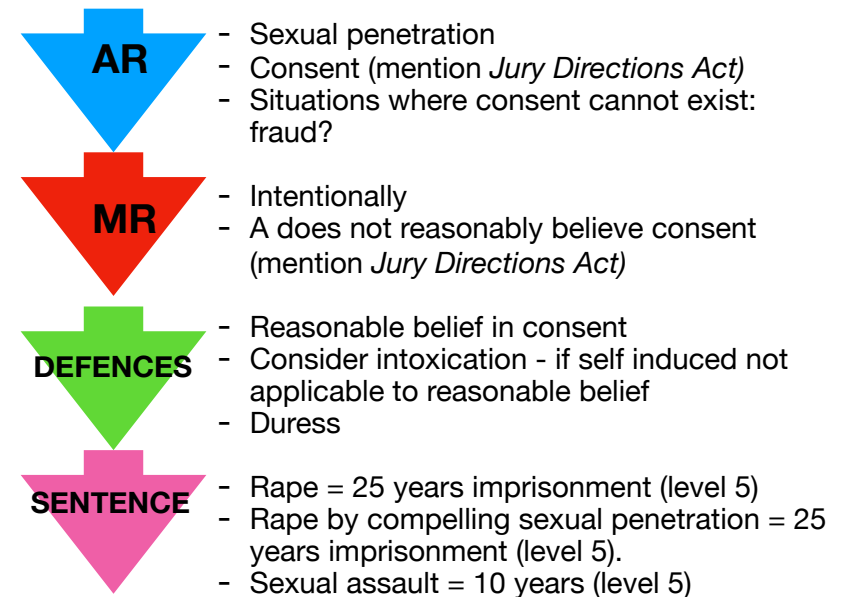 AR
- Sexual penetration
- Consent (mention Jury Directions Act)
- Situations where consent cannot exist:
fraud?
MR
- Intentionally
- A does not reasonably believe consent
(mention Jury Directions Act)
DEFENCES
- Reasonable belief in consent
- Consider intoxication - if self induced not
applicable to reasonable belief
- Duress
SENTENCE
- Rape = 25 years imprisonment (level 5)
- Rape by compelling sexual penetration = 25
years imprisonment (level 5).
- Sexual assault = 10 years (level 5)